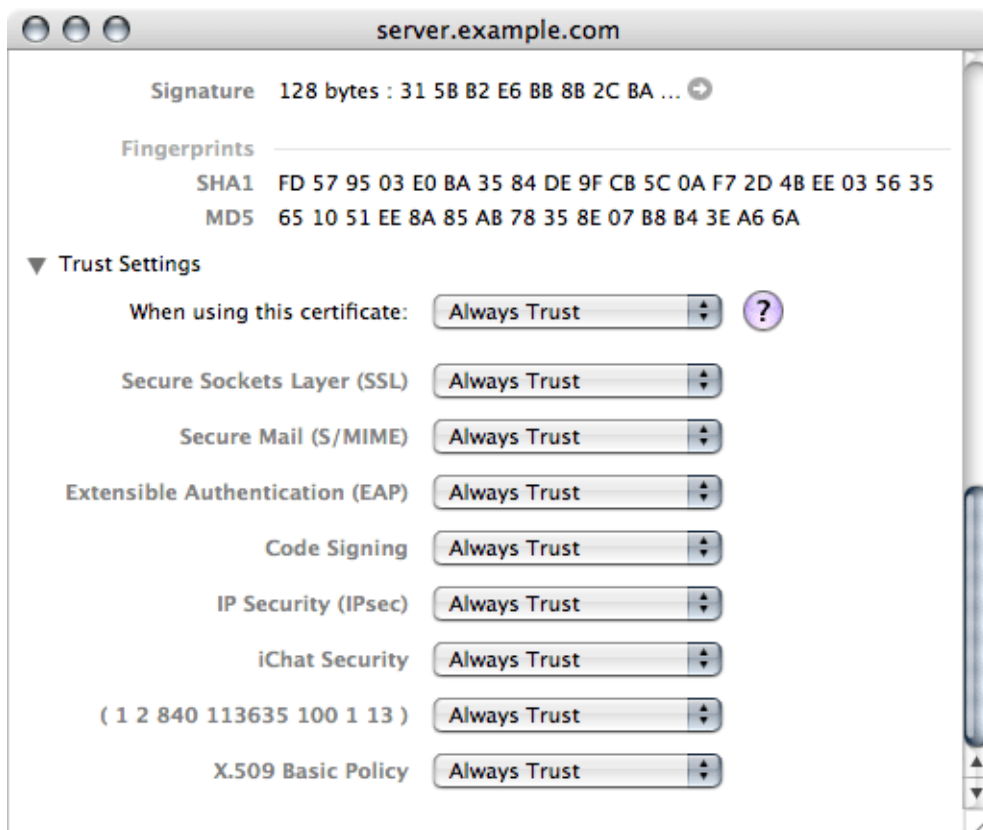 server.example.com
Signature 128 bytes : 31 5B B2 E6 BB 8B 2C BA ...
Fingerprints
SHA1 FD 57 95 03 E0 BA 35 84 DE 9F CB 5C 0A F7 2D 4B EE 03 56 35
MD5 65 10 51 EE 8A 85 AB 78 35 8E 07 B8 B4 3E A6 6A
Trust Settings
When using this certificate: Always Trust ?
Secure Sockets Layer (SSL) Always Trust
Secure Mail (S/MIME) Always Trust
Extensible Authentication (EAP) Always Trust
Code Signing Always Trust
IP Security (IPsec) Always Trust
iChat Security Always Trust
( 1 2 840 113635 100 1 13 ) Always Trust
X.509 Basic Policy Always Trust